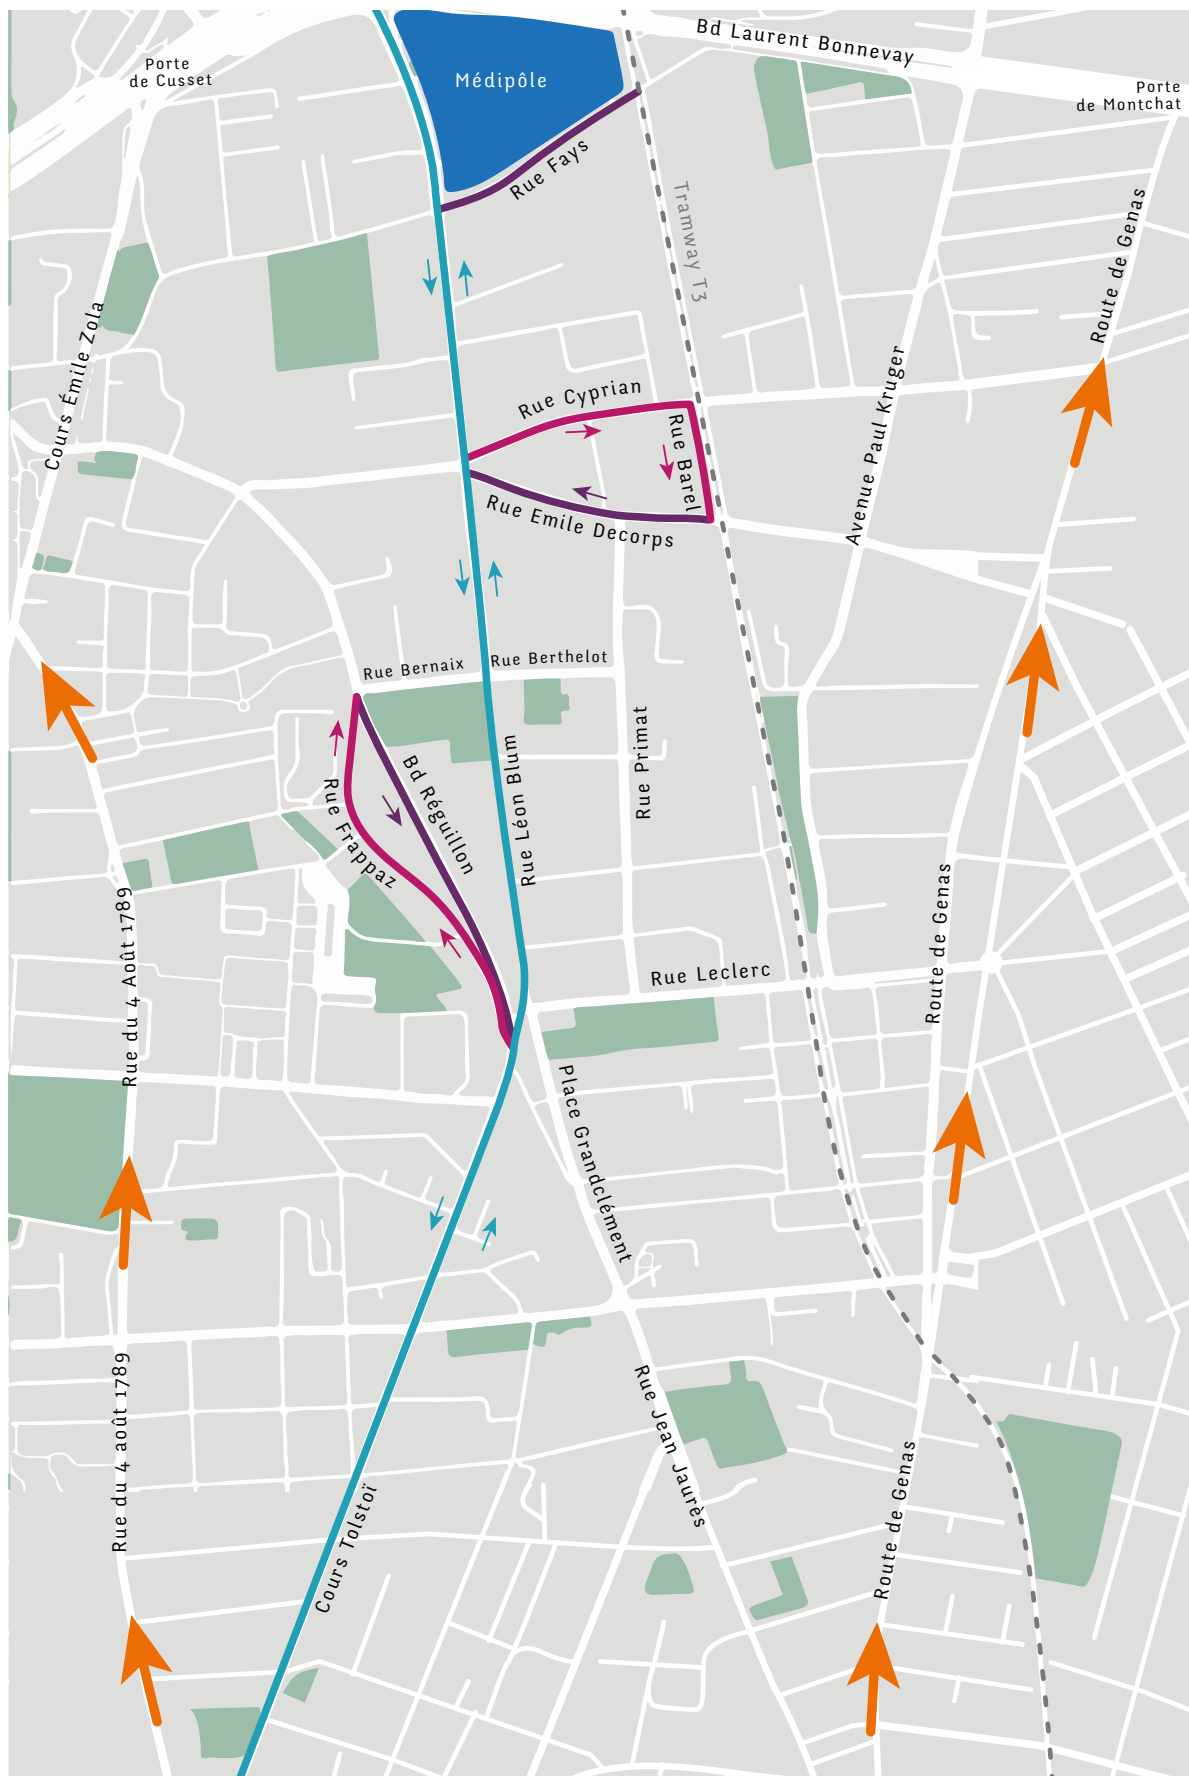 Bd Laurent Bonnevay
Porte
de Cusset
Médipôle
Porte
de Montchat
Rue Fays
Tramway T3
Route de Genas
Cours Émile Zola
Rue Cyprian
Rue Barel
Avenue Paul Kruger
Rue Emile Decorps
Rue Bernaix
Rue Berthelot
Rue Primat
Rue Léon Blum
Bd Réguillon
Rue Frappaz
Rue du 4 Août 1789
Route de Genas
Rue Leclerc
Place Grandclément
Rue du 4 août 1789
Rue Jean Jaurès
Route de Genas
Cours Tolstoï